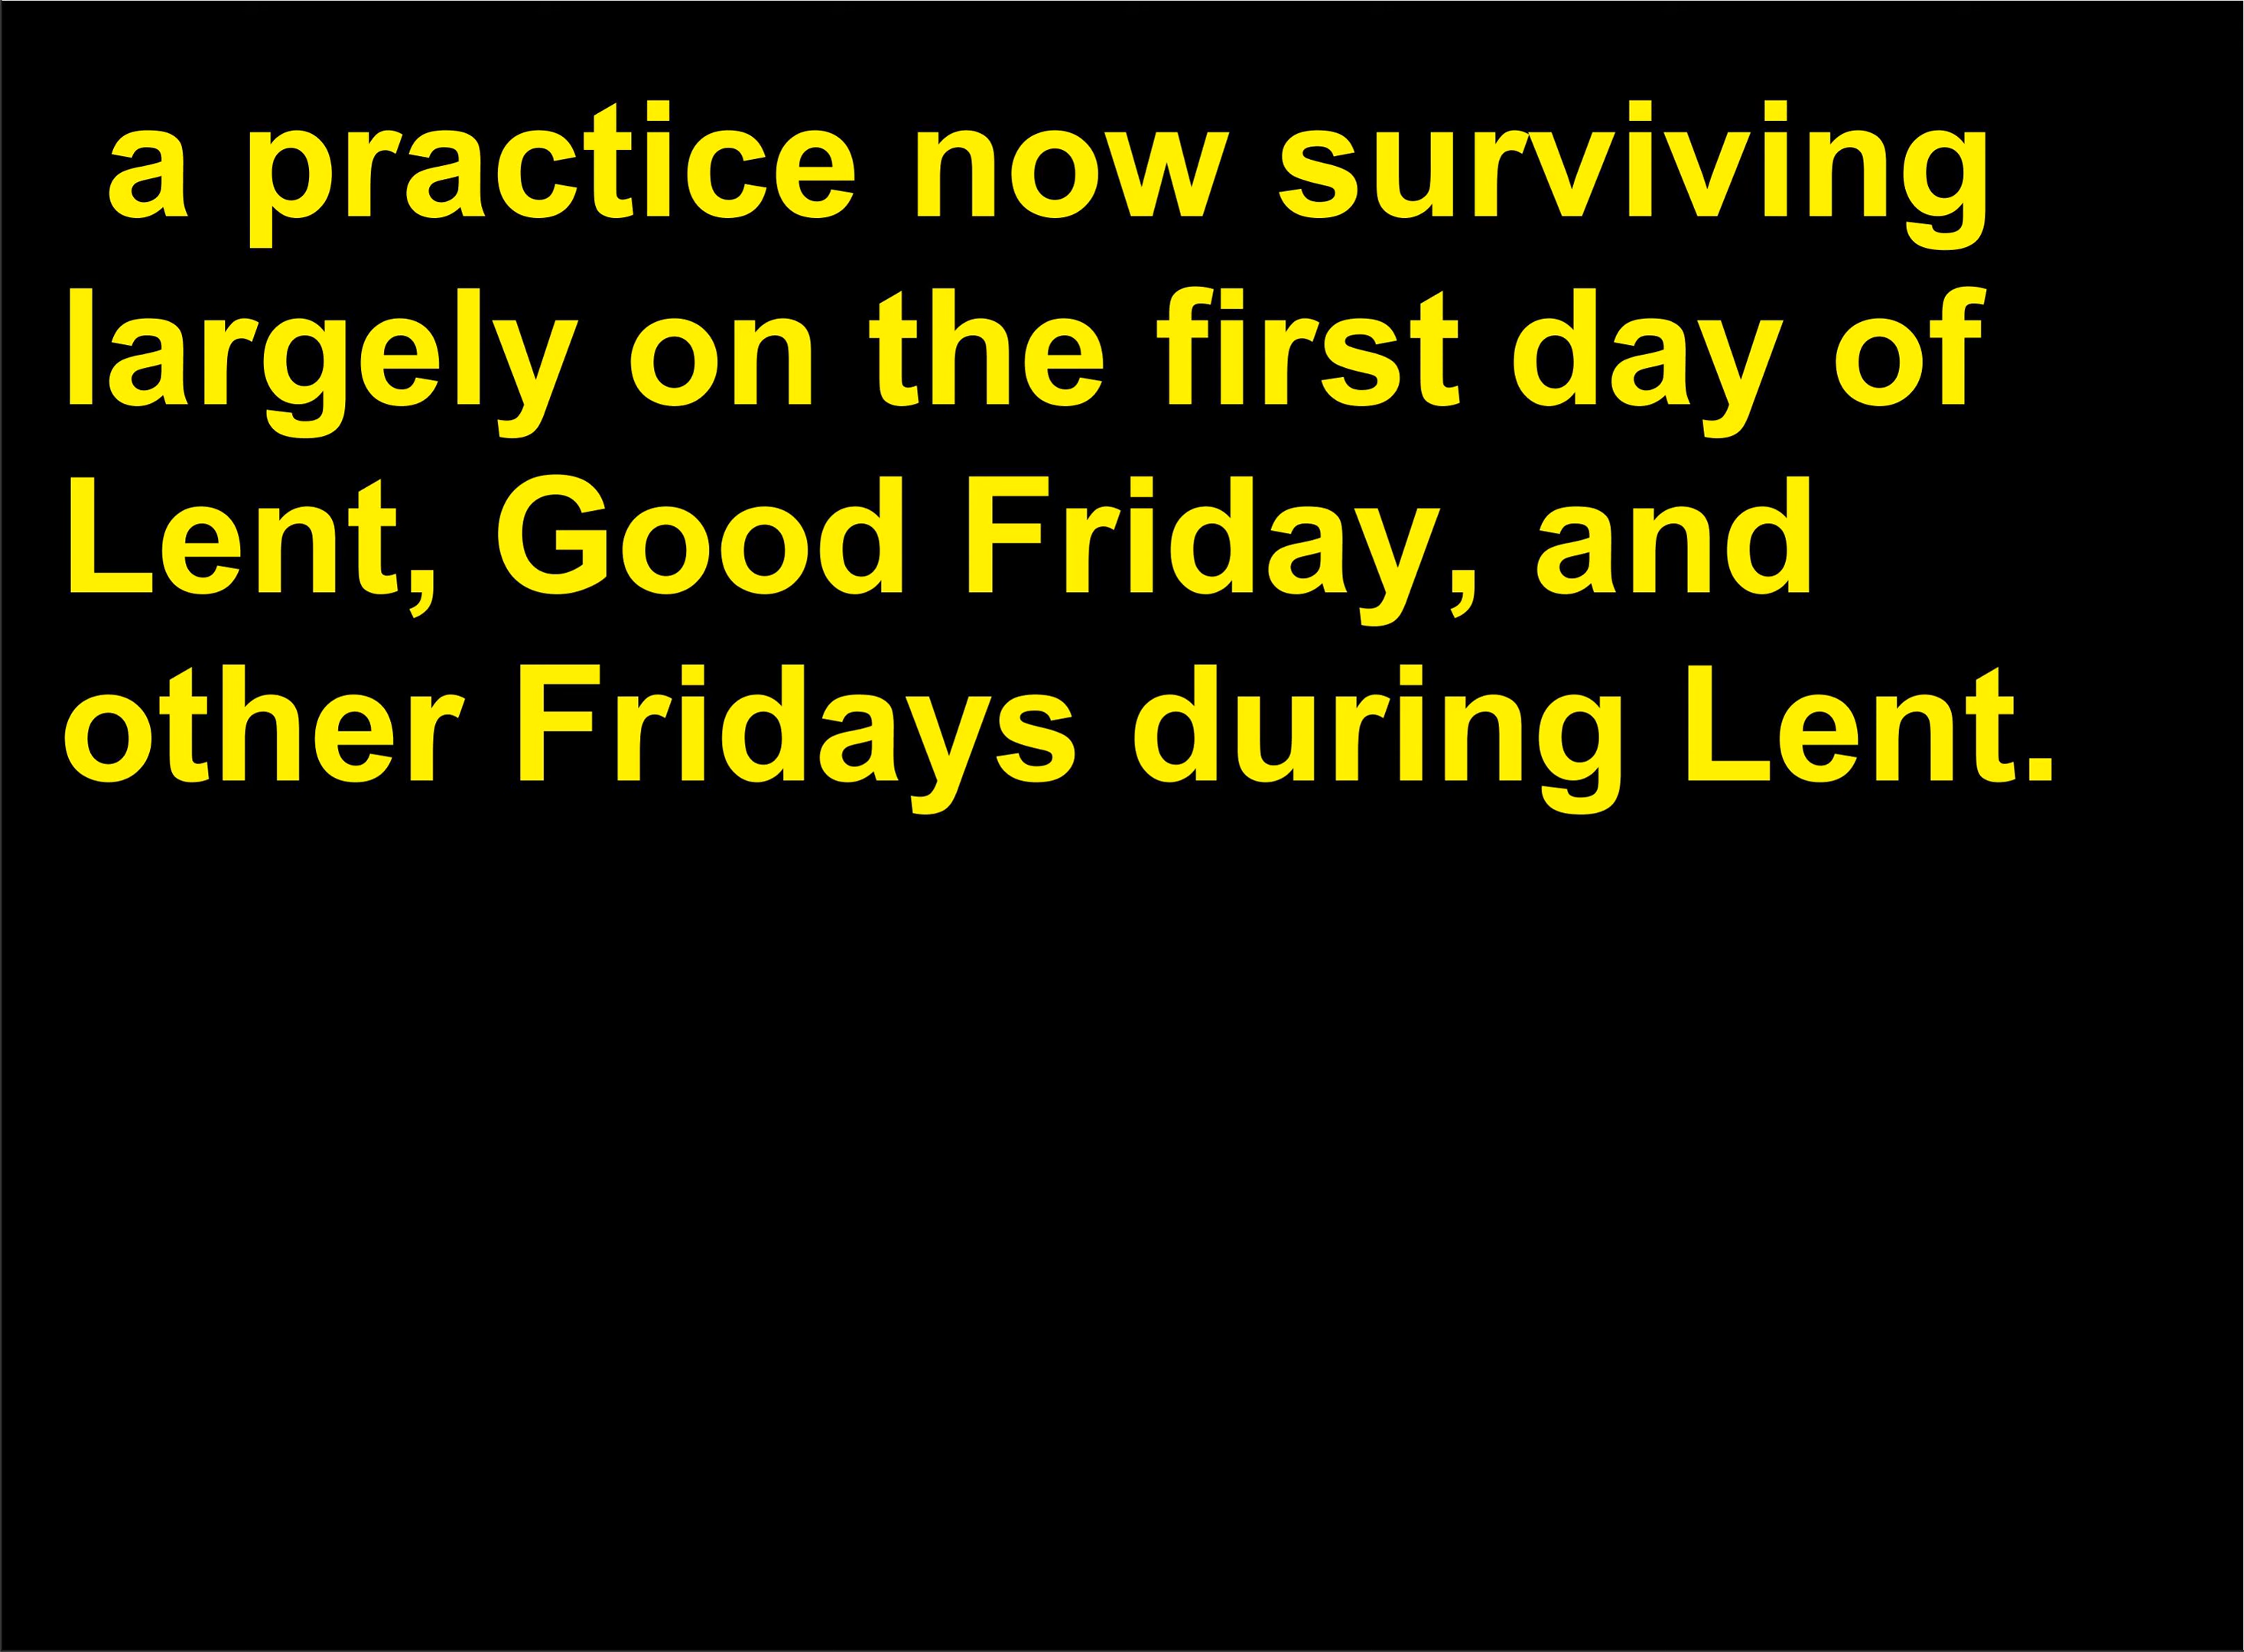 a practice now surviving
largely on the first day of
Lent, Good Friday, and
other Fridays during Lent.